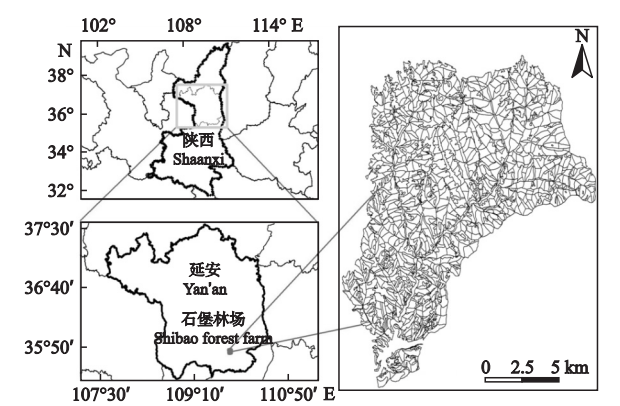 102° 108° 114° E
N
38°
36°
34°
32°
陕西
Shaanxi
37°30′
36°40′
35°50′
延安
Yan'an
石堡林场
Shibao forest farm
107°30′ 109°10′ 110°50′ E
N
0 2.5 5 km